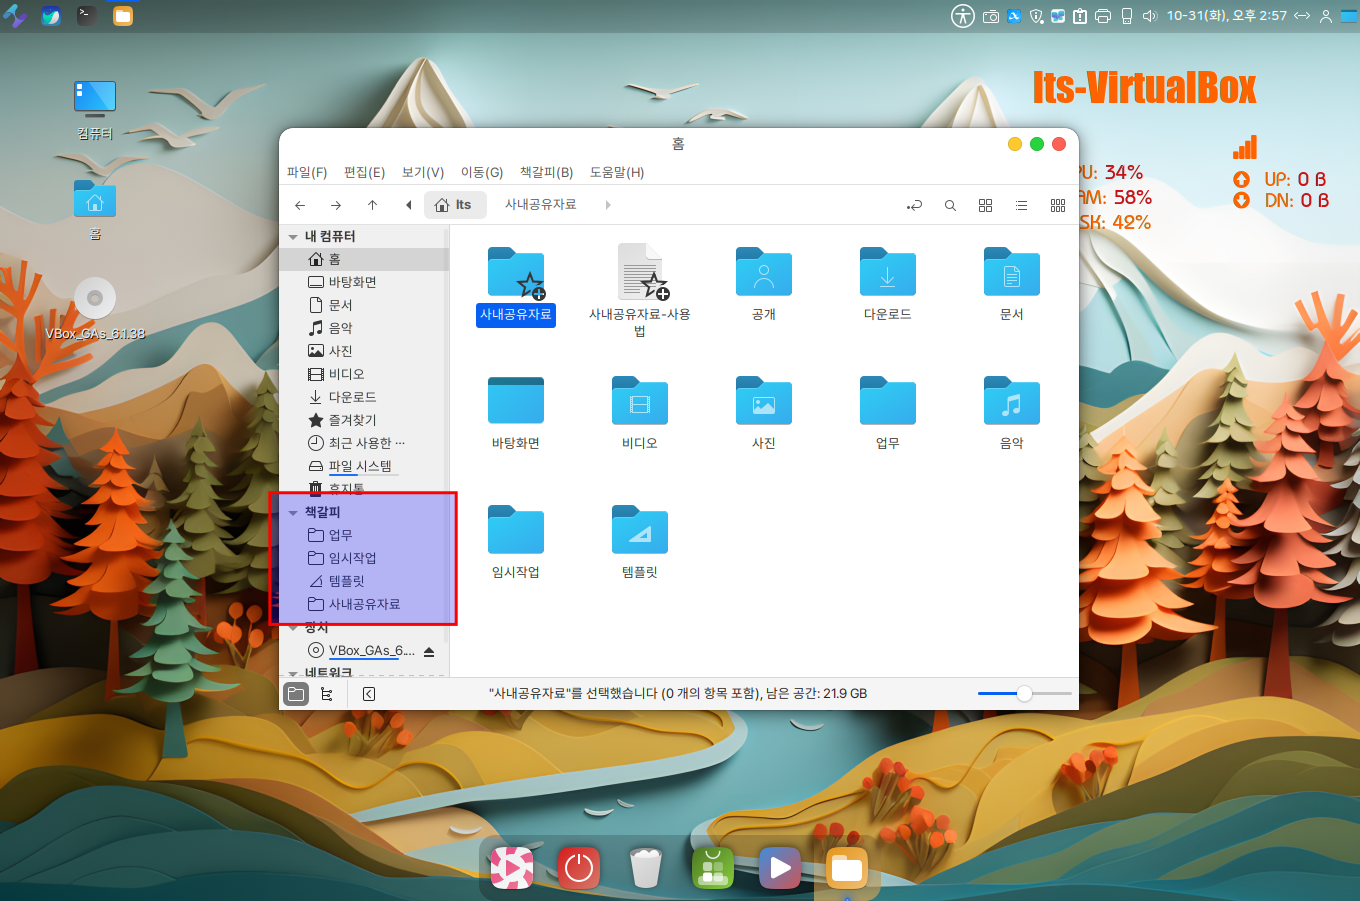 10-31(화), 오후 2:57
Its-VirtualBox
컴퓨터
홈
VBox_GAs_6.1.38
PU: 34%
AM: 58%
SK: 42%
UP: 0 B
DN: 0 B
홈
파일(F) 편집(E) 보기(V) 이동(G) 책갈피(B) 도움말(H)
lts 사내공유자료
내 컴퓨터
홈
바탕화면
문서
음악
사진
비디오
다운로드
즐겨찾기
최근 사용한 …
파일 시스템
휴지통
책갈피
업무
임시작업
템플릿
사내공유자료
장치
VBox_GAs_6....
네트워크
사내공유자료
사내공유자료-사용
법
공개
다운로드
문서
바탕화면
비디오
사진
업무
음악
임시작업
템플릿
"사내공유자료"를 선택했습니다 (0 개의 항목 포함), 남은 공간: 21.9 GB